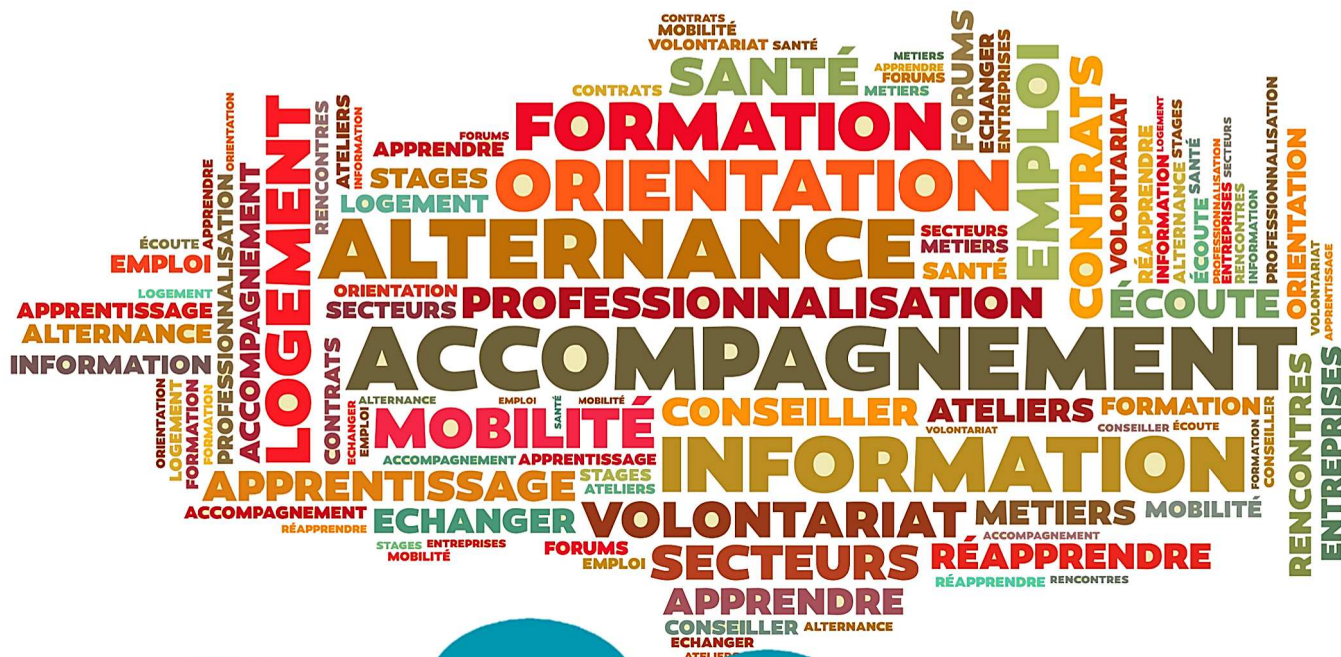 CONTRATS
MOBILITÉ
VOLONTARIAT SANTÉ
SANTÉ
METIERS
APPRENDRE
FORUMS
METIERS
CONTRATS
FORUMS
ECHANGER
ENTREPRISES
EMPLOI
CONTRATS
FORMATION
FORUMS
APPRENDRE
STAGES
LOGEMENT
ORIENTATION
ALTERNANCE
SECTEURS
METIERS
SANTÉ
ORIENTATION
SECTEURS
PROFESSIONNALISATION
ÉCOUTE
VOLONTARIAT
RÉAPPRENDRE
INFORMATION
LOGEMENT
ALTERNANCE
STAGES
ÉCOUTE
SANTÉ
PROFESSIONNALISATION
ENTREPRISES
SECTEURS
RENCONTRES
INFORMATION
PROFESSIONNALISATION
ORIENTATION
VOLONTARIAT
APPRENTISSAGE
ORIENTATION
APPRENDRE
PROFESSIONNALISATION
ACCOMPAGNEMENT
LOGEMENT
RENCONTRES
ATELIERS
INFORMATION
ÉCOUTE
EMPLOI
LOGEMENT
APPRENTISSAGE
ALTERNANCE
INFORMATION
ACCOMPAGNEMENT
ORIENTATION
LOGEMENT
FORMATION
FORMATION
CONTRATS
ECHANGER
EMPLOI
ALTERNANCE
EMPLOI
SANTÉ
MOBILITÉ
MOBILITÉ
CONSEILLER
ATELIERS
FORMATION
VOLONTARIAT
CONSEILLER ÉCOUTE
ACCOMPAGNEMENT APPRENTISSAGE
INFORMATION
FORMATION
CONSEILLER
RENCONTRES
ENTREPRISES
APPRENTISSAGE
STAGES
ATELIERS
ACCOMPAGNEMENT
RÉAPPRENDRE
ECHANGER
VOLONTARIAT
METIERS
MOBILITÉ
ACCOMPAGNEMENT
STAGES ENTREPRISES
MOBILITÉ
FORUMS
EMPLOI
SECTEURS
RÉAPPRENDRE
RÉAPPRENDRE RENCONTRES
APPRENDRE
CONSEILLER ALTERNANCE
ECHANGER
ATELIERS